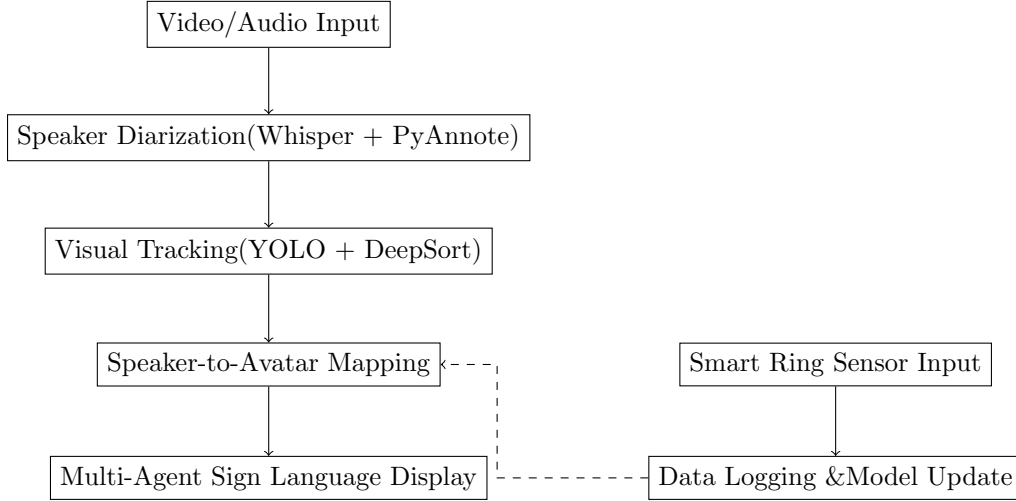 Video/Audio Input
Speaker Diarization(Whisper + PyAnnote)
Visual Tracking(YOLO + DeepSort)
Speaker-to-Avatar Mapping
Smart Ring Sensor Input
Multi-Agent Sign Language Display
Data Logging &Model Update